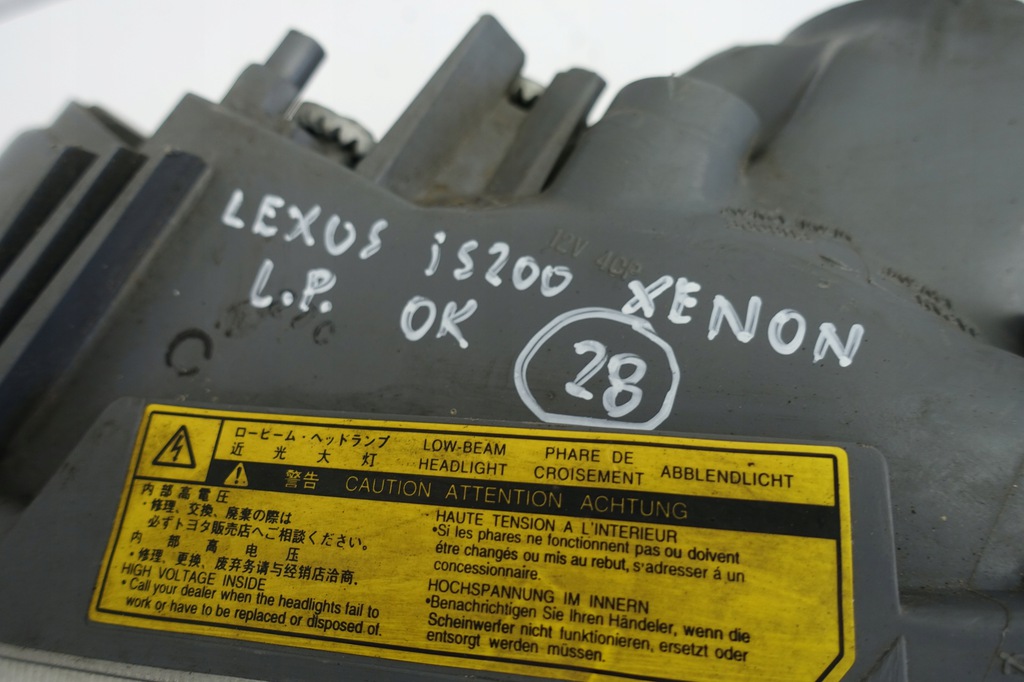 LEXUS iS200 XENON
L.P. OK 28
12V 4CP
ロービーム・ヘッドランプ
近 光 大 灯
LOW-BEAM
HEADLIGHT
PHARE DE
CROISEMENT
ABBLENDLICHT
警告 CAUTION ATTENTION ACHTUNG
内部高電圧
・修理、交換、廃棄の際は
必ずトヨタ販売店へご相談ください。
内 部 高 电 压
・修理、更换、废弃务请与经销店洽商.
HIGH VOLTAGE INSIDE
•Call your dealer when the headlights fail to
work or have to be replaced or disposed of.
HAUTE TENSION A L'INTERIEUR
•Si les phares ne fonctionnent pas ou doivent
étre changés ou mis au rebut, s'adresser á un
concessionnaire.
HOCHSPANNUNG IM INNERN
•Benachrichtigen Sie Ihren Händeler, wenn die
Scheinwerfer nicht funktionieren, ersetzt oder
entsorgt werden müssen.